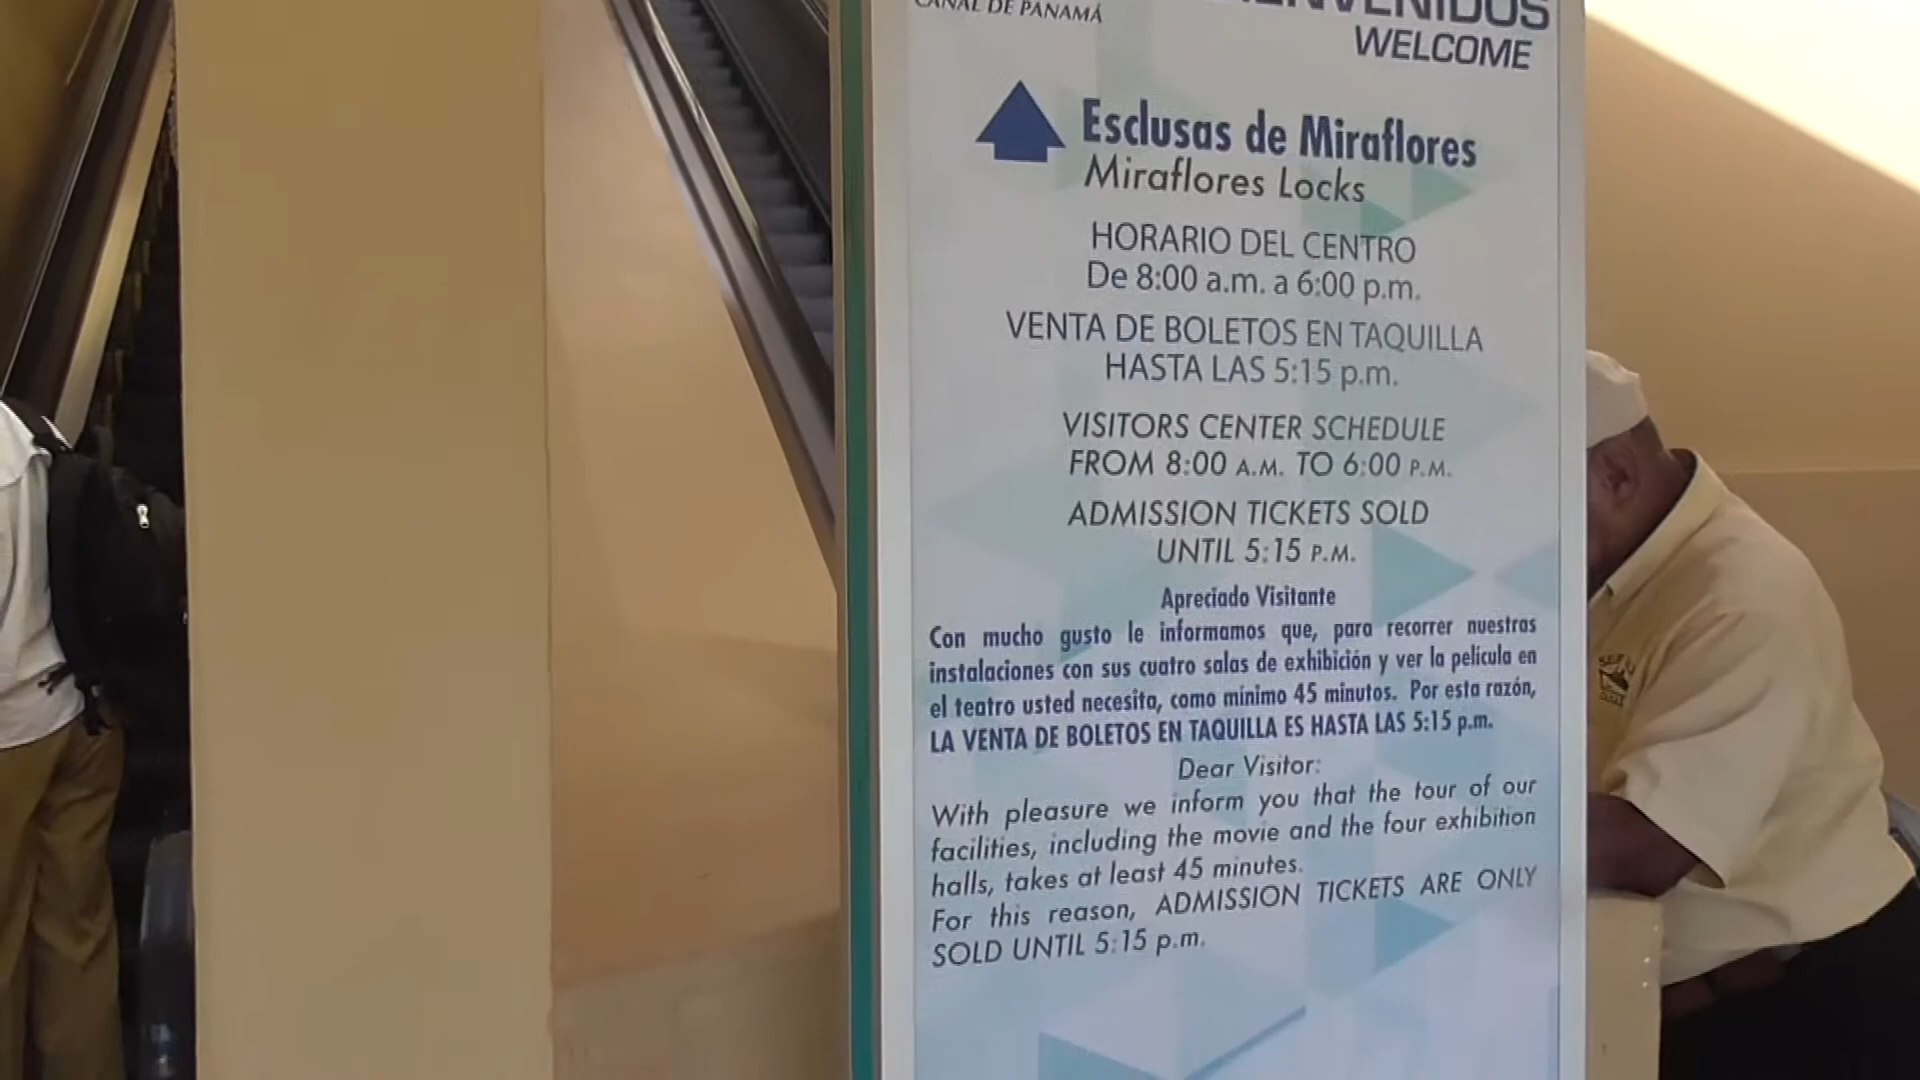 CANAL DE PANAMÁ
BIENVENIDOS
WELCOME
Esclusas de Miraflores
Miraflores Locks
HORARIO DEL CENTRO
De 8:00 a.m. a 6:00 p.m.
VENTA DE BOLETOS EN TAQUILLA
HASTA LAS 5:15 p.m.
VISITORS CENTER SCHEDULE
FROM 8:00 A.M. TO 6:00 P.M.
ADMISSION TICKETS SOLD
UNTIL 5:15 P.M.
Apreciado Visitante
Con mucho gusto le informamos que, para recorrer nuestras
instalaciones con sus cuatro salas de exhibición y ver la película en
el teatro usted necesita, como mínimo 45 minutos. Por esta razón,
LA VENTA DE BOLETOS EN TAQUILLA ES HASTA LAS 5:15 p.m.
Dear Visitor:
With pleasure we inform you that the tour of our
facilities, including the movie and the four exhibition
halls, takes at least 45 minutes.
For this reason, ADMISSION TICKETS ARE ONLY
SOLD UNTIL 5:15 p.m.